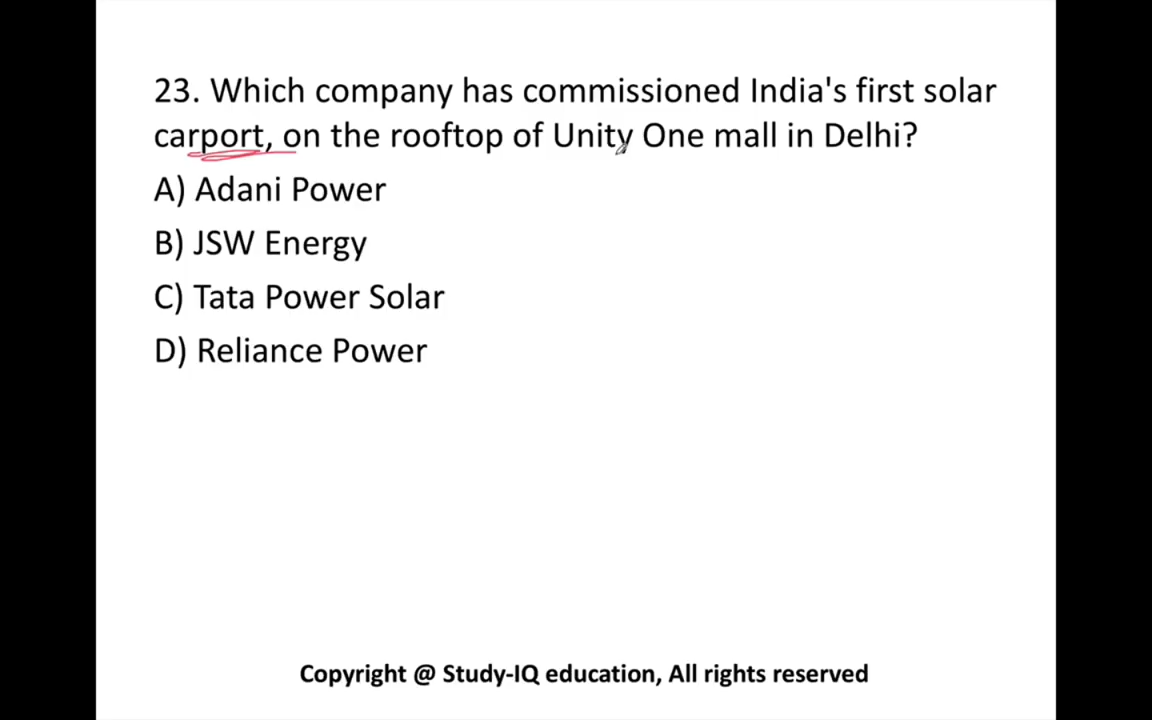 23. Which company has commissioned India's first solar
carport, on the rooftop of Unity One mall in Delhi?
A) Adani Power
B) JSW Energy
C) Tata Power Solar
D) Reliance Power
Copyright @ Study-IQ education, All rights reserved